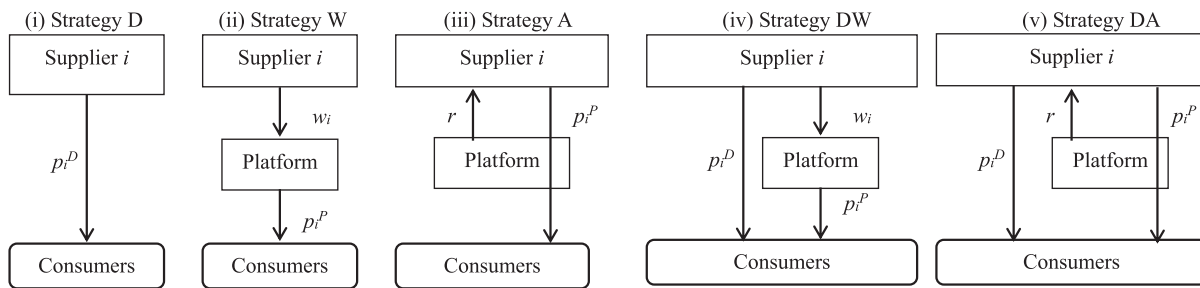 (i) Strategy D
(ii) Strategy W
(iii) Strategy A
(iv) Strategy DW
(v) Strategy DA
Supplier i
Supplier i
Supplier i
Supplier i
Supplier i
w_i
r
p_i^P
w_i
r
p_i^P
p_i^D
Platform
Platform
p_i^D
Platform
p_i^D
Platform
p_i^P
p_i^P
Consumers
Consumers
Consumers
Consumers
Consumers